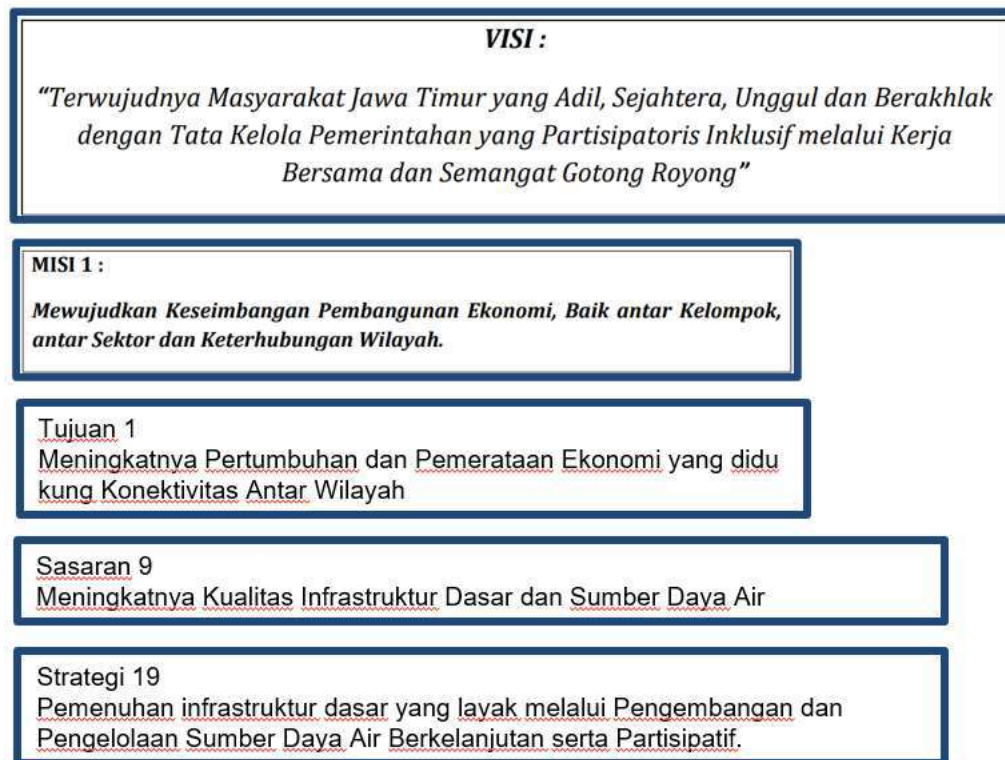 VISI :
“Terwujudnya Masyarakat Jawa Timur yang Adil, Sejahtera, Unggul dan Berakhlak
dengan Tata Kelola Pemerintahan yang Partisipatoris Inklusif melalui Kerja
Bersama dan Semangat Gotong Royong”
MISI 1 :
Mewujudkan Keseimbangan Pembangunan Ekonomi, Baik antar Kelompok,
antar Sektor dan Keterhubungan Wilayah.
Tujuan 1
Meningkatnya Pertumbuhan dan Pemerataan Ekonomi yang didu
kung Konektivitas Antar Wilayah
Sasaran 9
Meningkatnya Kualitas Infrastruktur Dasar dan Sumber Daya Air
Strategi 19
Pemenuhan infrastruktur dasar yang layak melalui Pengembangan dan
Pengelolaan Sumber Daya Air Berkelanjutan serta Partisipatif.